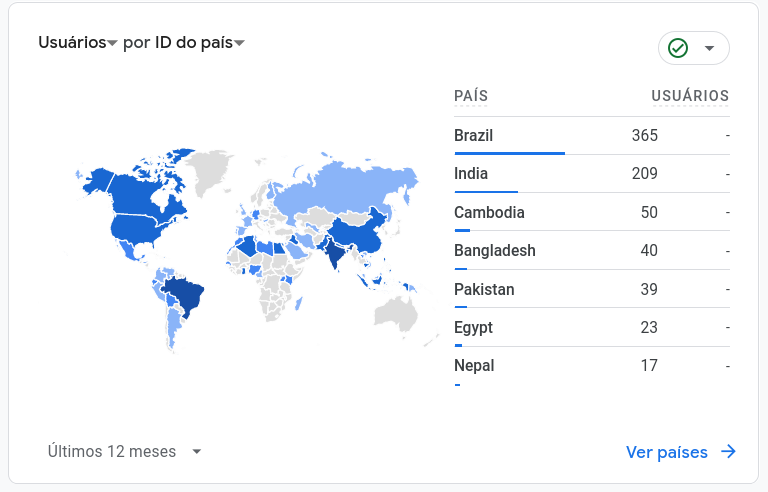 Usuários por ID do país
PAÍS USUÁRIOS
Brazil 365 -
India 209 -
Cambodia 50 -
Bangladesh 40 -
Pakistan 39 -
Egypt 23 -
Nepal 17 -
Últimos 12 meses
Ver países